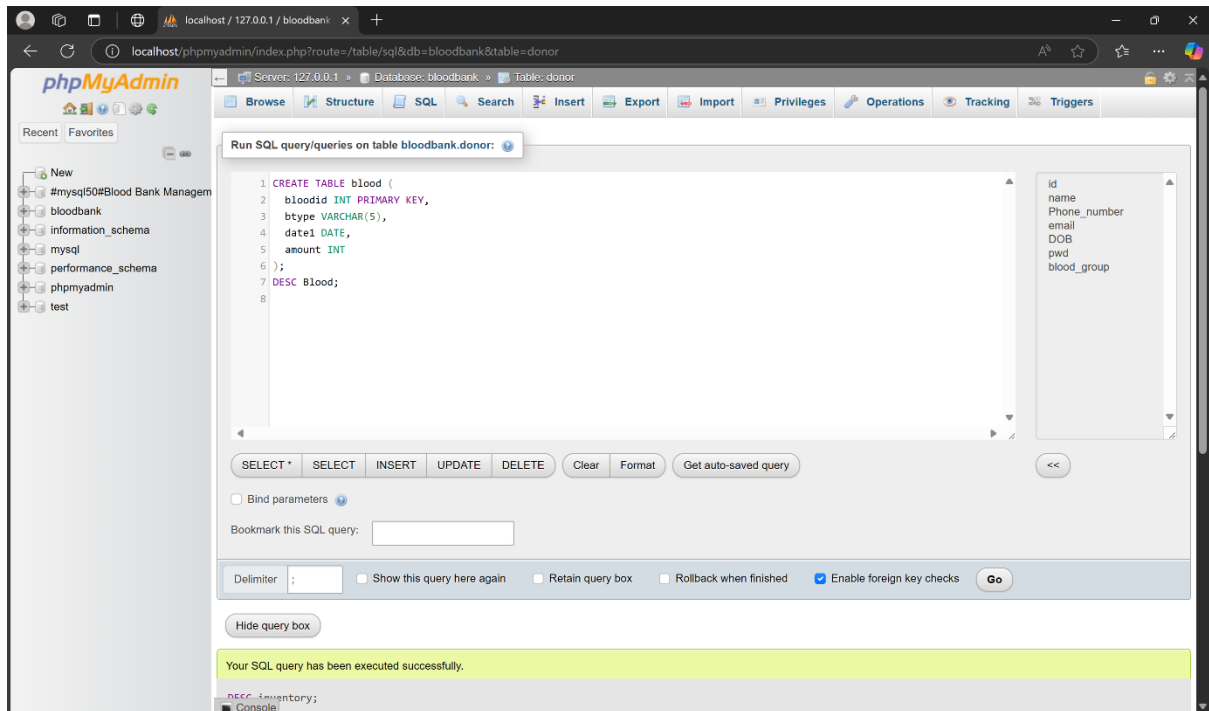 localhost / 127.0.0.1 / bloodbank
localhost/phpmyadmin/index.php?route=/table/sql&db=bloodbank&table=donor
phpMyAdmin
Recent Favorites
New
#mysql50#Blood Bank Managem
bloodbank
information_schema
mysql
performance_schema
phpmyadmin
test
Server: 127.0.0.1 » Database: bloodbank » Table: donor
Browse Structure SQL Search Insert Export Import Privileges Operations Tracking Triggers
Run SQL query/queries on table bloodbank.donor:
1 CREATE TABLE blood (
2 bloodid INT PRIMARY KEY,
3 btype VARCHAR(5),
4 date1 DATE,
5 amount INT
6 );
7 DESC Blood;
8
id
name
Phone_number
email
DOB
pwd
blood_group
SELECT * SELECT INSERT UPDATE DELETE Clear Format Get auto-saved query <<
Bind parameters
Bookmark this SQL query:
Delimiter ; Show this query here again Retain query box Rollback when finished Enable foreign key checks Go
Hide query box
Your SQL query has been executed successfully.
DESC inventory;
Console